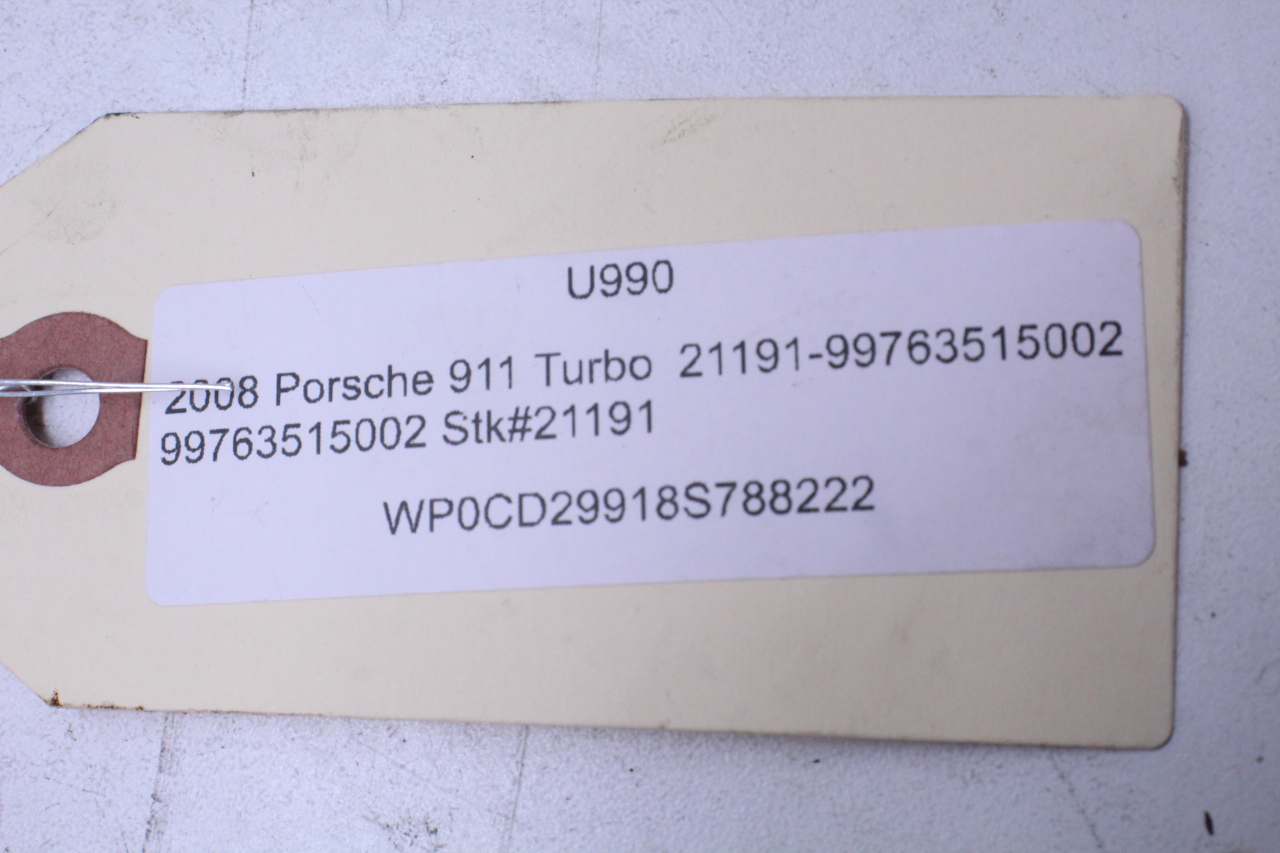 U990
2008 Porsche 911 Turbo 21191-99763515002
99763515002 Stk#21191
WP0CD29918S788222